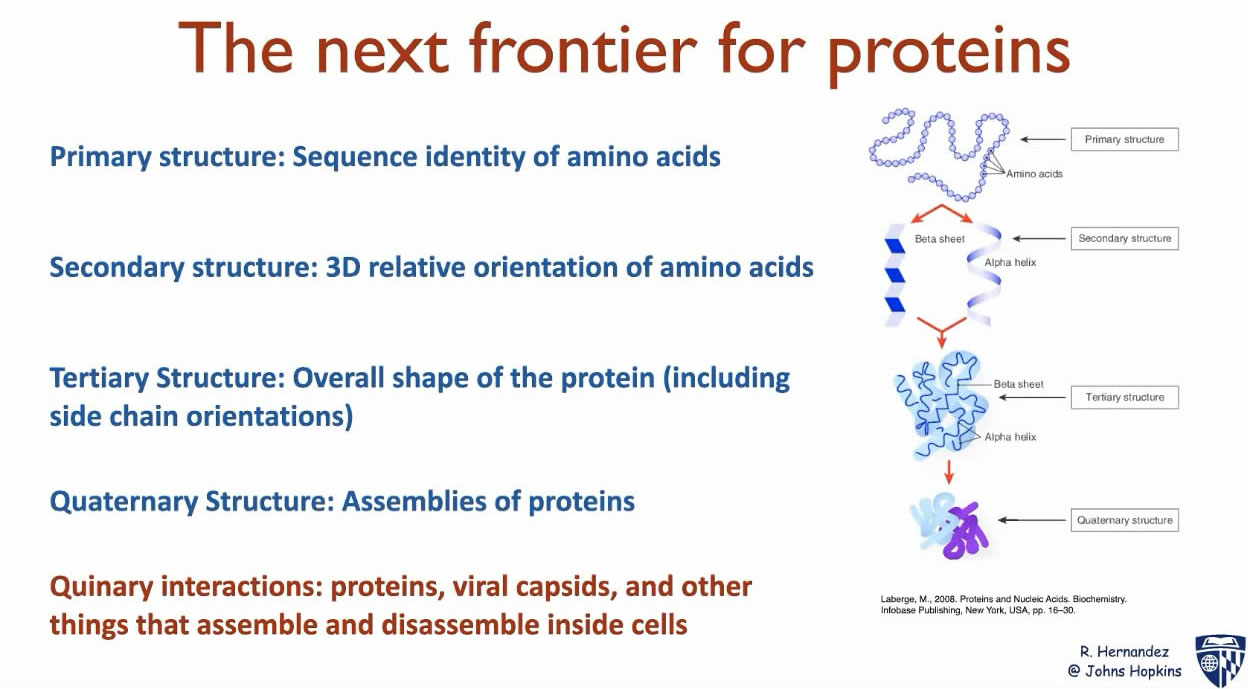 The next frontier for proteins
Primary structure: Sequence identity of amino acids
Primary structure
Amino acids
Secondary structure: 3D relative orientation of amino acids
Beta sheet
Secondary structure
Alpha helix
Tertiary Structure: Overall shape of the protein (including
side chain orientations)
Beta sheet
Tertiary structure
Alpha helix
Quaternary Structure: Assemblies of proteins
Quaternary structure
Quinary interactions: proteins, viral capsids, and other
things that assemble and disassemble inside cells
Laberge, M., 2008. Proteins and Nucleic Acids. Biochemistry.
Infobase Publishing, New York, USA, pp. 16–30.
R. Hernandez
@ Johns Hopkins